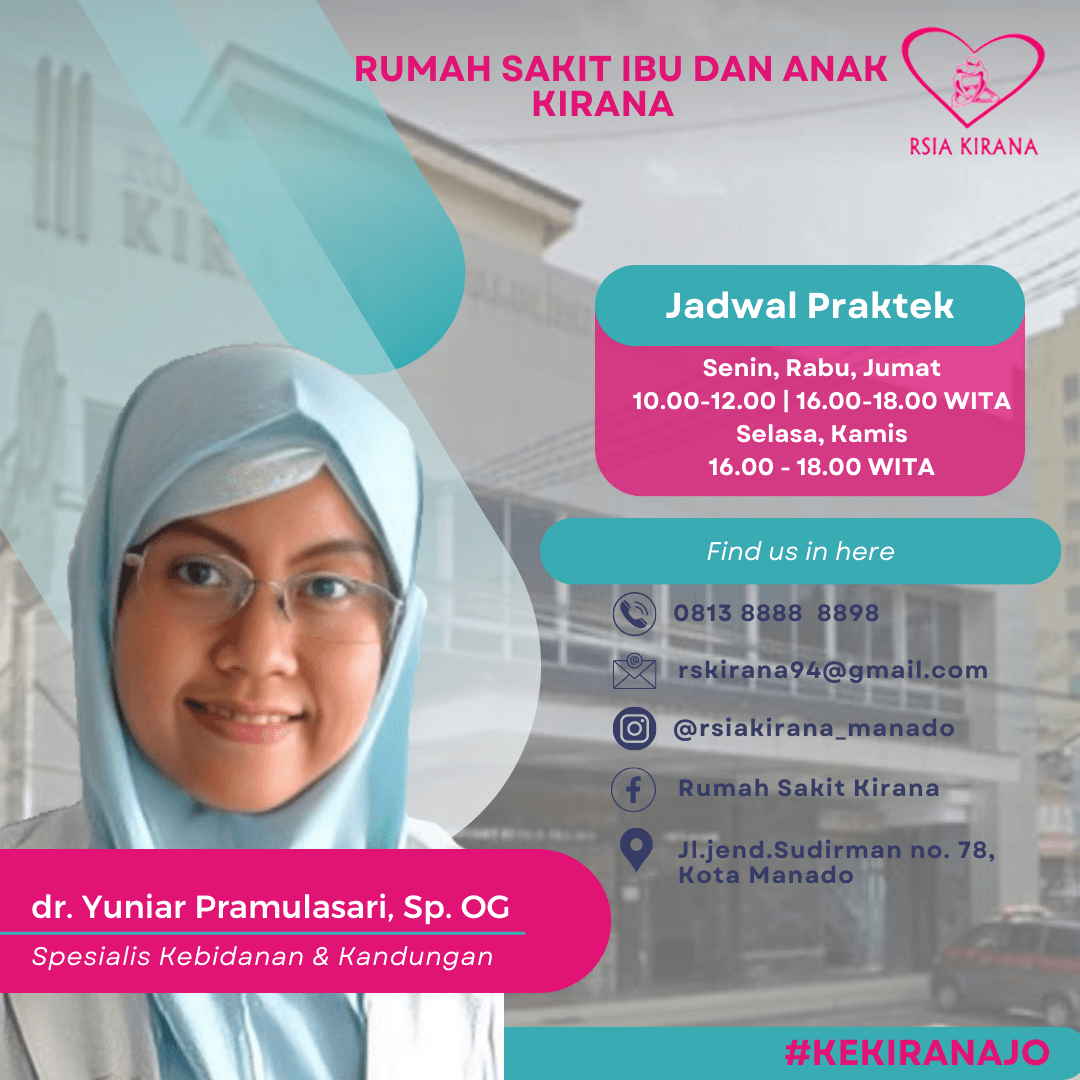 RUMAH SAKIT IBU DAN ANAK
KIRANA
RSIA KIRANA
Jadwal Praktek
Senin, Rabu, Jumat
10.00-12.00 | 16.00-18.00 WITA
Selasa, Kamis
16.00 - 18.00 WITA
Find us in here
0813 8888 8898
rskirana94@gmail.com
@rsiakirana_manado
Rumah Sakit Kirana
Jl.jend.Sudirman no. 78,
Kota Manado
dr. Yuniar Pramulasari, Sp. OG
Spesialis Kebidanan & Kandungan
#KEKIRANAJO